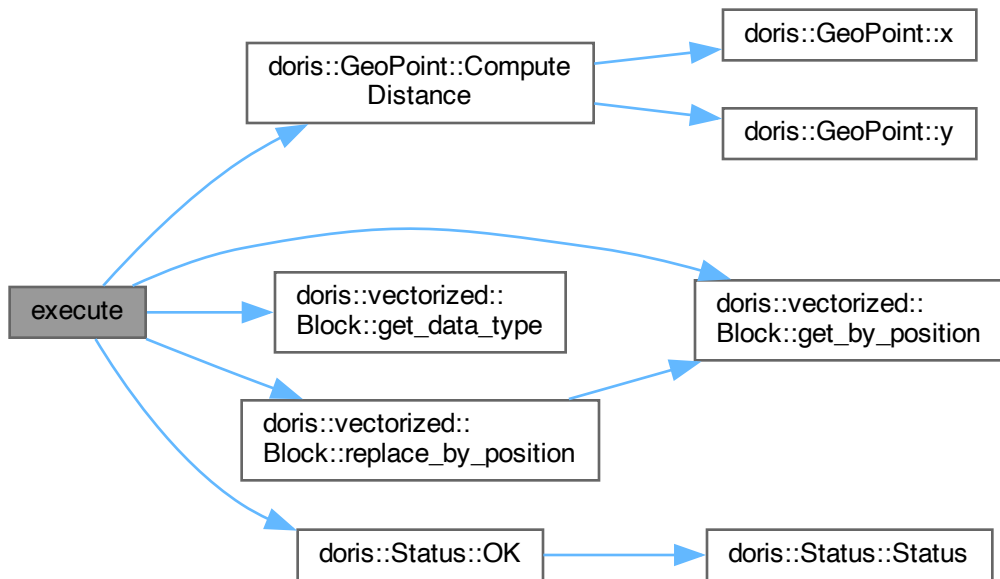 execute
doris::GeoPoint::Compute
Distance
doris::GeoPoint::x
doris::GeoPoint::y
doris::vectorized::
Block::get_data_type
doris::vectorized::
Block::get_by_position
doris::vectorized::
Block::replace_by_position
doris::Status::OK
doris::Status::Status